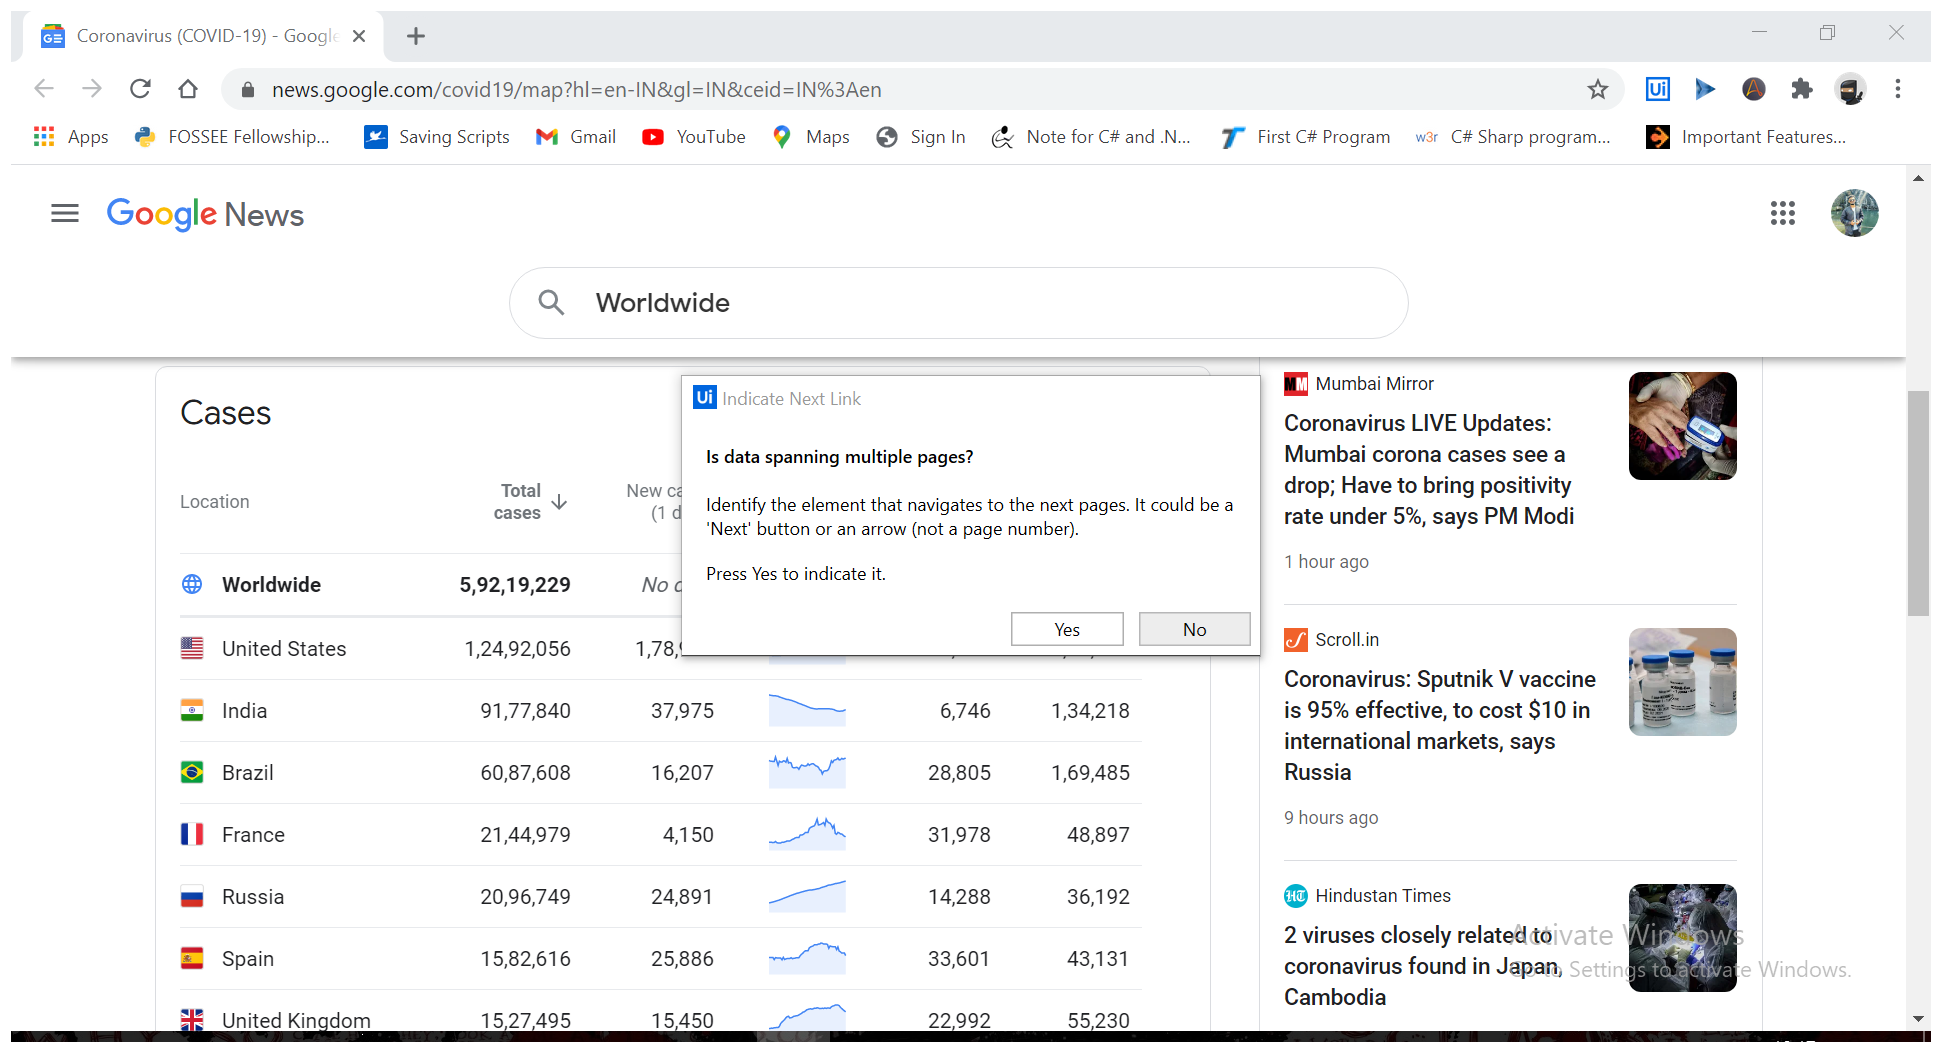 Coronavirus (COVID-19) - Google
news.google.com/covid19/map?hl=en-IN&gl=IN&ceid=IN%3Aen
Apps FOSSEE Fellowship... Saving Scripts Gmail YouTube Maps Sign In Note for C# and .N... First C# Program w3r C# Sharp program... Important Features...
Google News
Worldwide
Cases
Location Total cases New ca
(1 d
Worldwide 5,92,19,229 No d
United States 1,24,92,056 1,78,
India 91,77,840 37,975 6,746 1,34,218
Brazil 60,87,608 16,207 28,805 1,69,485
France 21,44,979 4,150 31,978 48,897
Russia 20,96,749 24,891 14,288 36,192
Spain 15,82,616 25,886 33,601 43,131
United Kingdom 15,27,495 15,450 22,992 55,230
Ui Indicate Next Link
Is data spanning multiple pages?
Identify the element that navigates to the next pages. It could be a
'Next' button or an arrow (not a page number).
Press Yes to indicate it.
Yes No
Mumbai Mirror
Coronavirus LIVE Updates:
Mumbai corona cases see a
drop; Have to bring positivity
rate under 5%, says PM Modi
1 hour ago
Scroll.in
Coronavirus: Sputnik V vaccine
is 95% effective, to cost $10 in
international markets, says
Russia
9 hours ago
Hindustan Times
2 viruses closely related to
coronavirus found in Japan,
Cambodia
Activate Windows
Go to Settings to activate Windows.